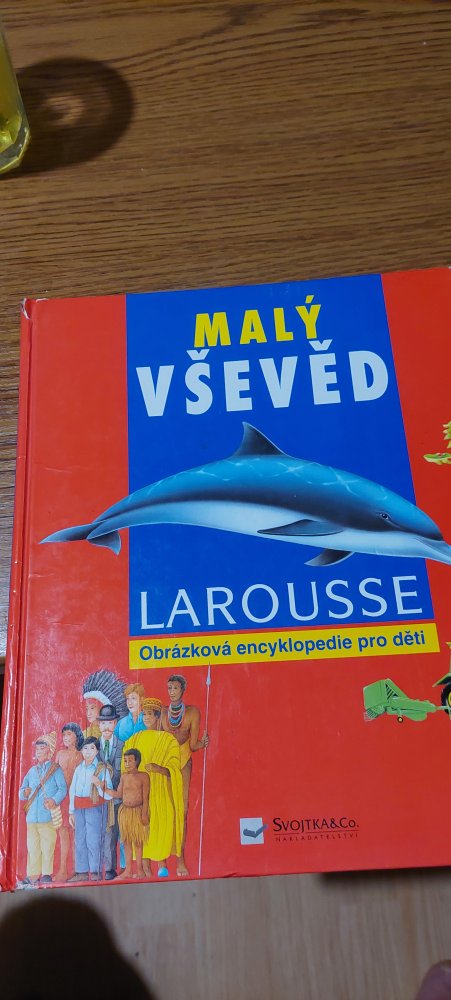 MALÝ
VŠEVĚD
LAROUSSE
Obrázková encyklopedie pro děti
SVOJTKA&CO.
NAKLADATELSTVÍ